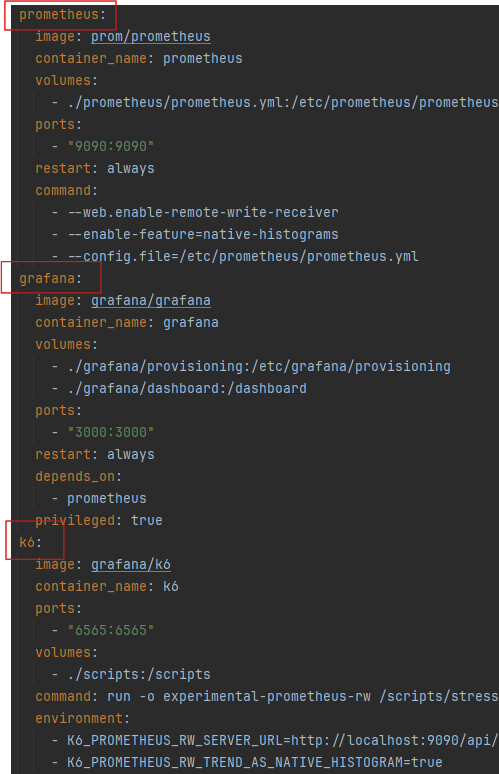 prometheus:
image: prom/prometheus
container_name: prometheus
volumes:
- ./prometheus/prometheus.yml:/etc/prometheus/prometheus
ports:
- "9090:9090"
restart: always
command:
- --web.enable-remote-write-receiver
- --enable-feature=native-histograms
- --config.file=/etc/prometheus/prometheus.yml
grafana:
image: grafana/grafana
container_name: grafana
volumes:
- ./grafana/provisioning:/etc/grafana/provisioning
- ./grafana/dashboard:/dashboard
ports:
- "3000:3000"
restart: always
depends_on:
- prometheus
privileged: true
k6:
image: grafana/k6
container_name: k6
ports:
- "6565:6565"
volumes:
- ./scripts:/scripts
command: run -o experimental-prometheus-rw /scripts/stress
environment:
- K6_PROMETHEUS_RW_SERVER_URL=http://localhost:9090/api/
- K6_PROMETHEUS_RW_TREND_AS_NATIVE_HISTOGRAM=true